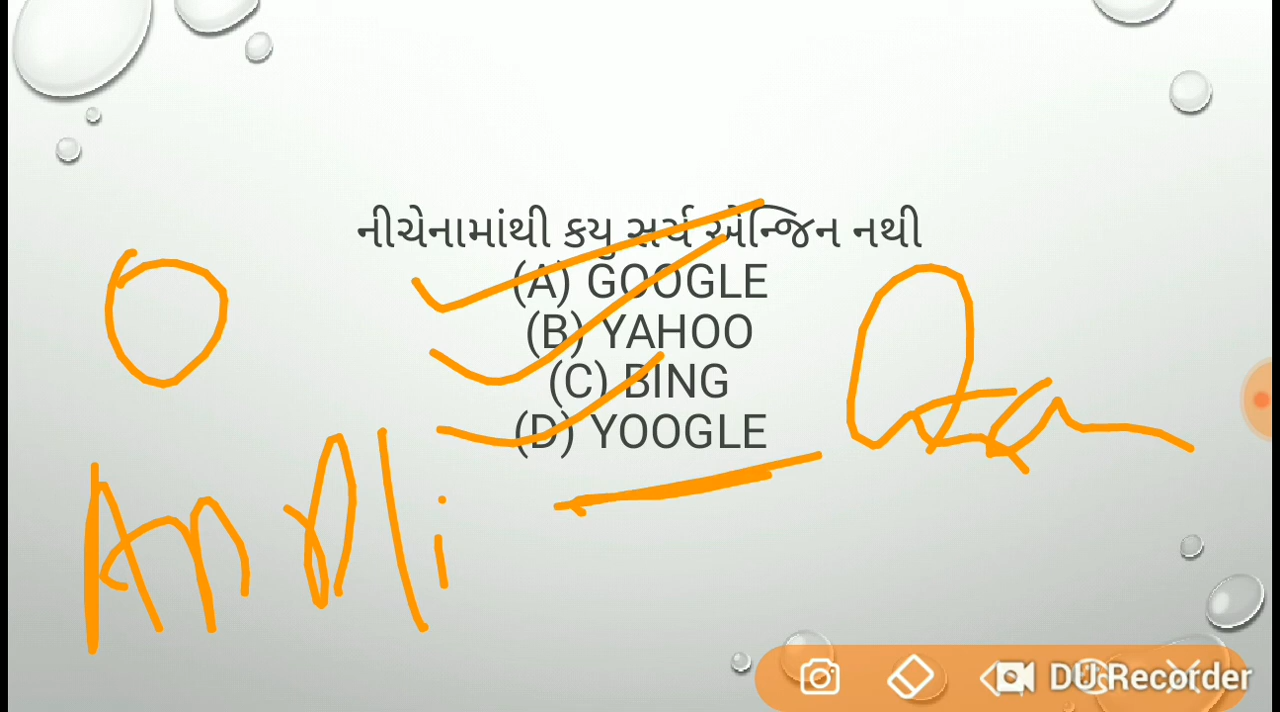 નીચેનામાંથી કયુ સર્ચ એન્જિન નથી
(A) GOOGLE
(B) YAHOO
(C) BING
(D) YOOGLE
DU Recorder